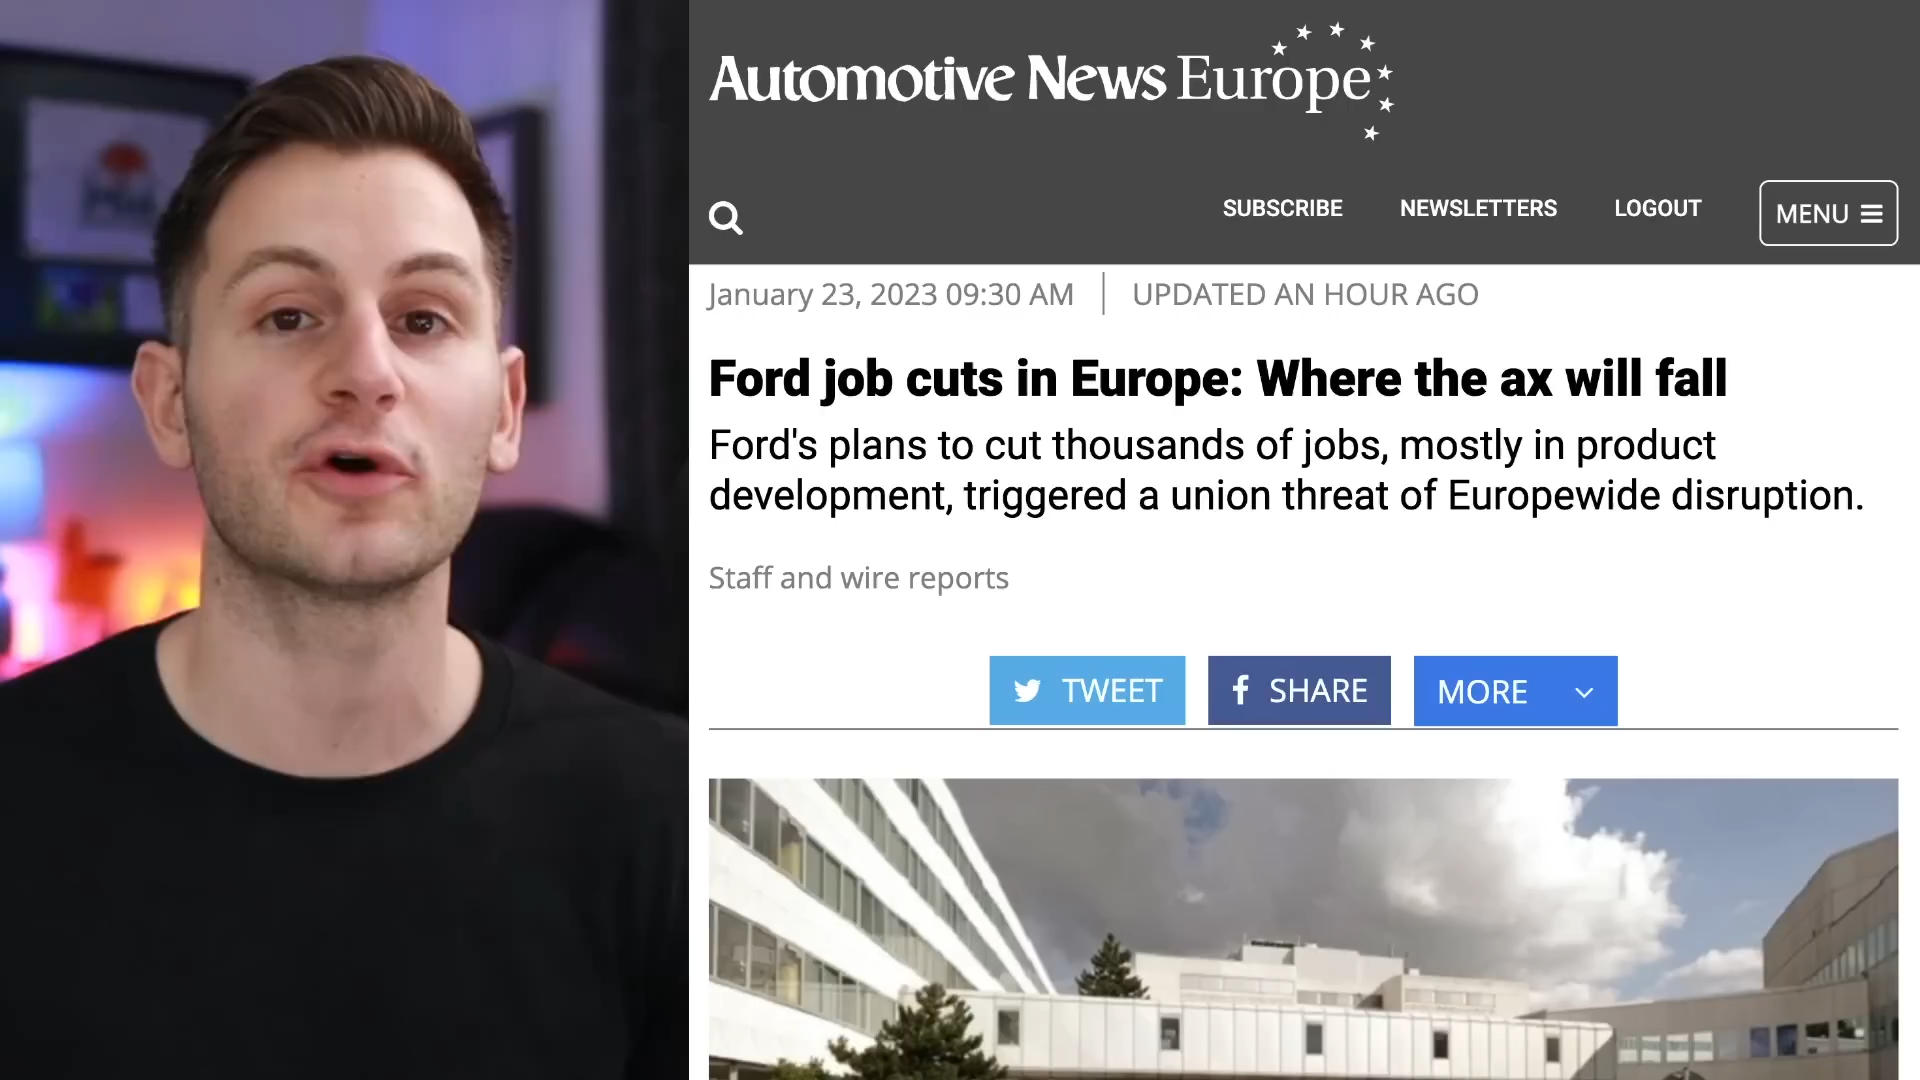 Automotive News Europe
SUBSCRIBE NEWSLETTERS LOGOUT MENU
January 23, 2023 09:30 AM | UPDATED AN HOUR AGO
Ford job cuts in Europe: Where the ax will fall
Ford's plans to cut thousands of jobs, mostly in product
development, triggered a union threat of Europewide disruption.
Staff and wire reports
TWEET SHARE MORE